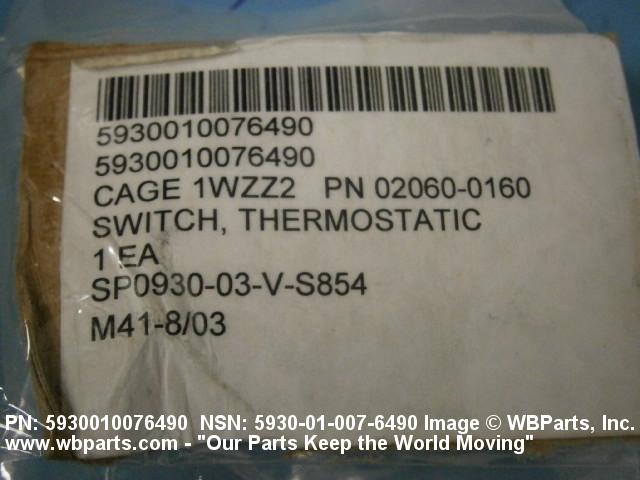 5930010076490
5930010076490
CAGE 1WZZ2 PN 02060-0160
SWITCH, THERMOSTATIC
1 EA
SP0930-03-V-S854
M41-8/03
PN: 5930010076490 NSN: 5930-01-007-6490 Image © WBParts, Inc.
www.wbparts.com - "Our Parts Keep the World Moving"